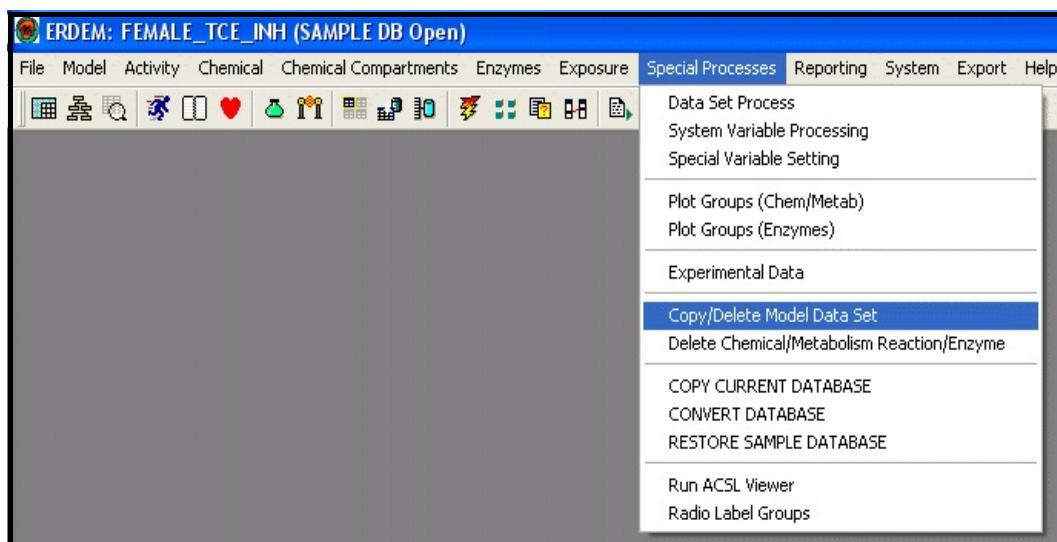 ERDEM: FEMALE_TCE_INH (SAMPLE DB Open)
File Model Activity Chemical Chemical Compartments Enzymes Exposure Special Processes Reporting System Export Help
Data Set Process
System Variable Processing
Special Variable Setting
Plot Groups (Chem/Metab)
Plot Groups (Enzymes)
Experimental Data
Copy/Delete Model Data Set
Delete Chemical/Metabolism Reaction/Enzyme
COPY CURRENT DATABASE
CONVERT DATABASE
RESTORE SAMPLE DATABASE
Run ACSL Viewer
Radio Label Groups